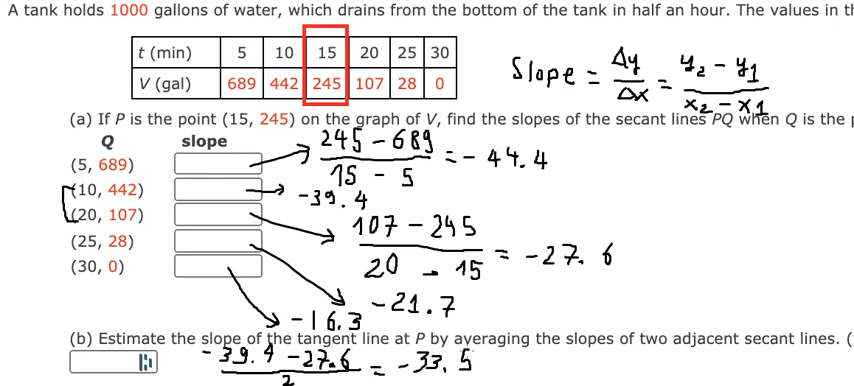 A tank holds 1000 gallons of water, which drains from the bottom of the tank in half an hour. The values in th
t (min) 5 10 15 20 25 30
V (gal) 689 442 245 107 28 0
Slope = Δy/Δx = y₂ - y₁/x₂ - x₁
(a) If P is the point (15, 245) on the graph of V, find the slopes of the secant lines PQ when Q is the p
Q slope
(5, 689)
245 - 689/15 - 5 = - 44.4
(10, 442)
-39.4
(20, 107)
107 - 245/20 - 15 = -27.6
(25, 28)
-21.7
(30, 0)
-16.3
(b) Estimate the slope of the tangent line at P by averaging the slopes of two adjacent secant lines. (
-39.4 -27.6/2 = -33.5